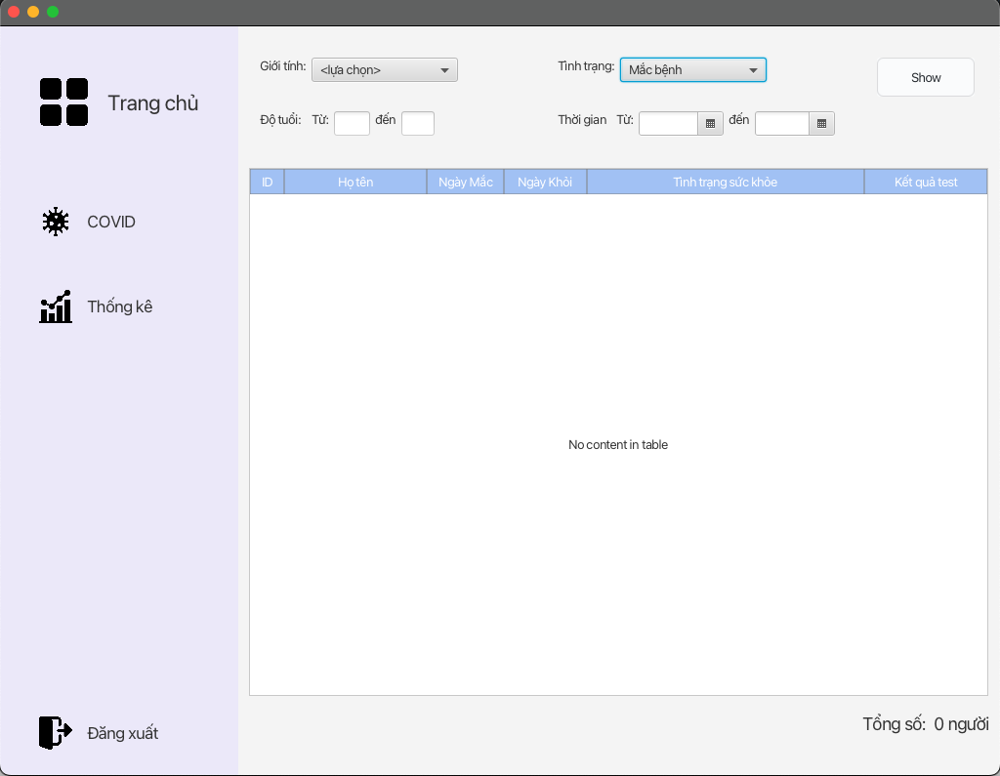 Trang chủ
COVID
Thống kê
Đăng xuất
Giới tính: <lựa chọn> Tình trạng: Mắc bệnh Show
Độ tuổi: Từ: đến Thời gian Từ: đến
ID Họ tên Ngày Mắc Ngày Khỏi Tình trạng sức khỏe Kết quả test
No content in table
Tổng số: 0 người